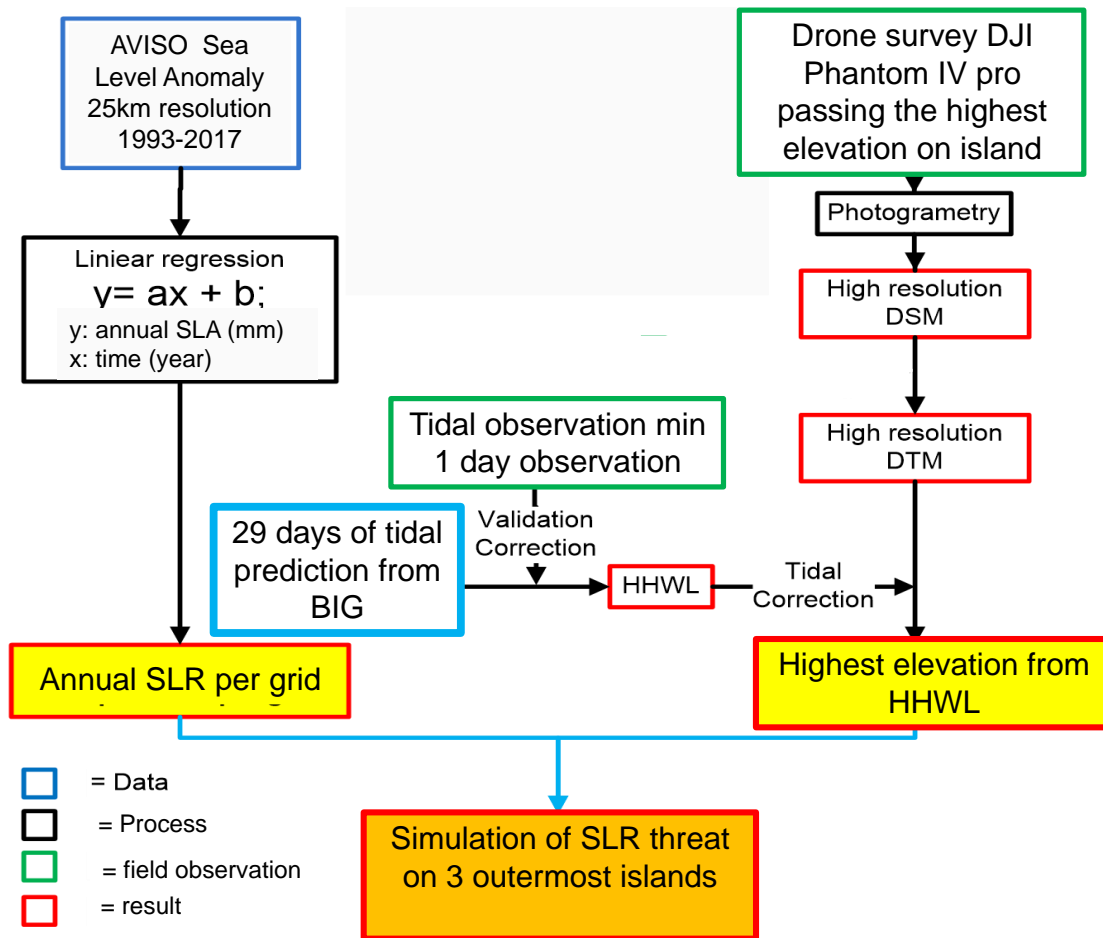 AVISO Sea
Level Anomaly
25km resolution
1993-2017
Drone survey DJI
Phantom IV pro
passing the highest
elevation on island
Photogrametry
Liniear regression
y= ax + b;
y: annual SLA (mm)
x: time (year)
High resolution
DSM
High resolution
DTM
Tidal observation min
1 day observation
Validation
Correction
29 days of tidal
prediction from
BIG
HHWL
Tidal
Correction
Annual SLR per grid
Highest elevation from
HHWL
= Data
= Process
= field observation
= result
Simulation of SLR threat
on 3 outermost islands